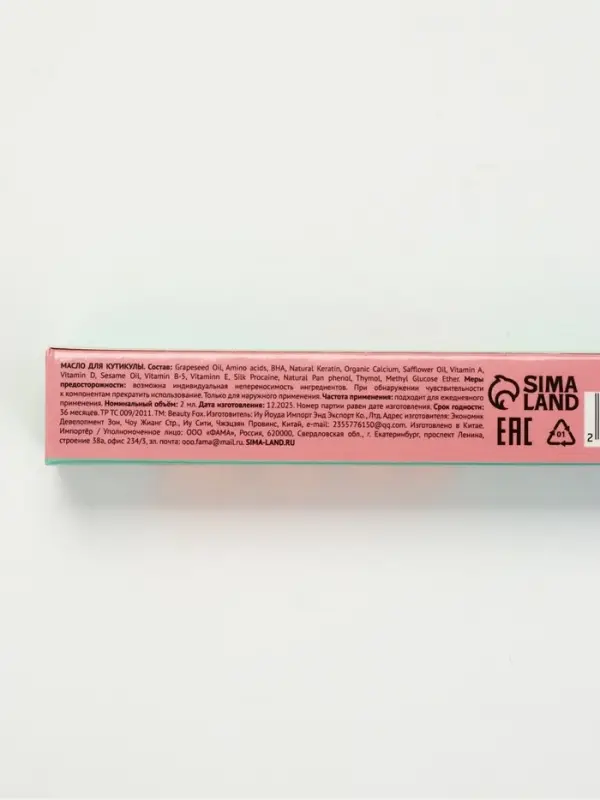 МАСЛО ДЛЯ КУТИКУЛЫ. Состав: Grapeseed Oil, Amino acids, BHA, Natural Keratin, Organic Calcium, Safflower Oil, Vitamin A,
Vitamin D, Sesame Oil, Vitamin B-5, Vitaminn E, Silk Procaine, Natural Pan phenol, Thymol, Methyl Glucose Ether. Меры
предосторожности: возможна индивидуальная непереносимость ингредиентов. При обнаружении чувствительности
к компонентам прекратить использование. Только для наружного применения. Частота применения: подходит для ежедневного
применения. Номинальный объём: 2 мл. Дата изготовления: 12.2025. Номер партии равен дате изготовления. Срок годности:
36 месяцев. ТР ТС 009/2011. ТМ: Beauty Fox. Изготовитель: Иу Йоуда Импорт Энд Экспорт Ко., Лтд. Адрес изготовителя: Экономик
Девелопмент Зон, Чоу Жианг Стр., Иу Сити, Чжэцзян Провинс, Китай, e-mail: 2355776150@qq.com. Изготовлено в Китае.
Импортёр / Уполномоченное лицо: ООО «ФАМА», Россия, 620000, Свердловская обл., г. Екатеринбург, проспект Ленина,
строение 38а, офис 234/3, эл. почта: ooo.fama@mail.ru. SIMA-LAND.RU
SIMA
LAND
EAC
01
2